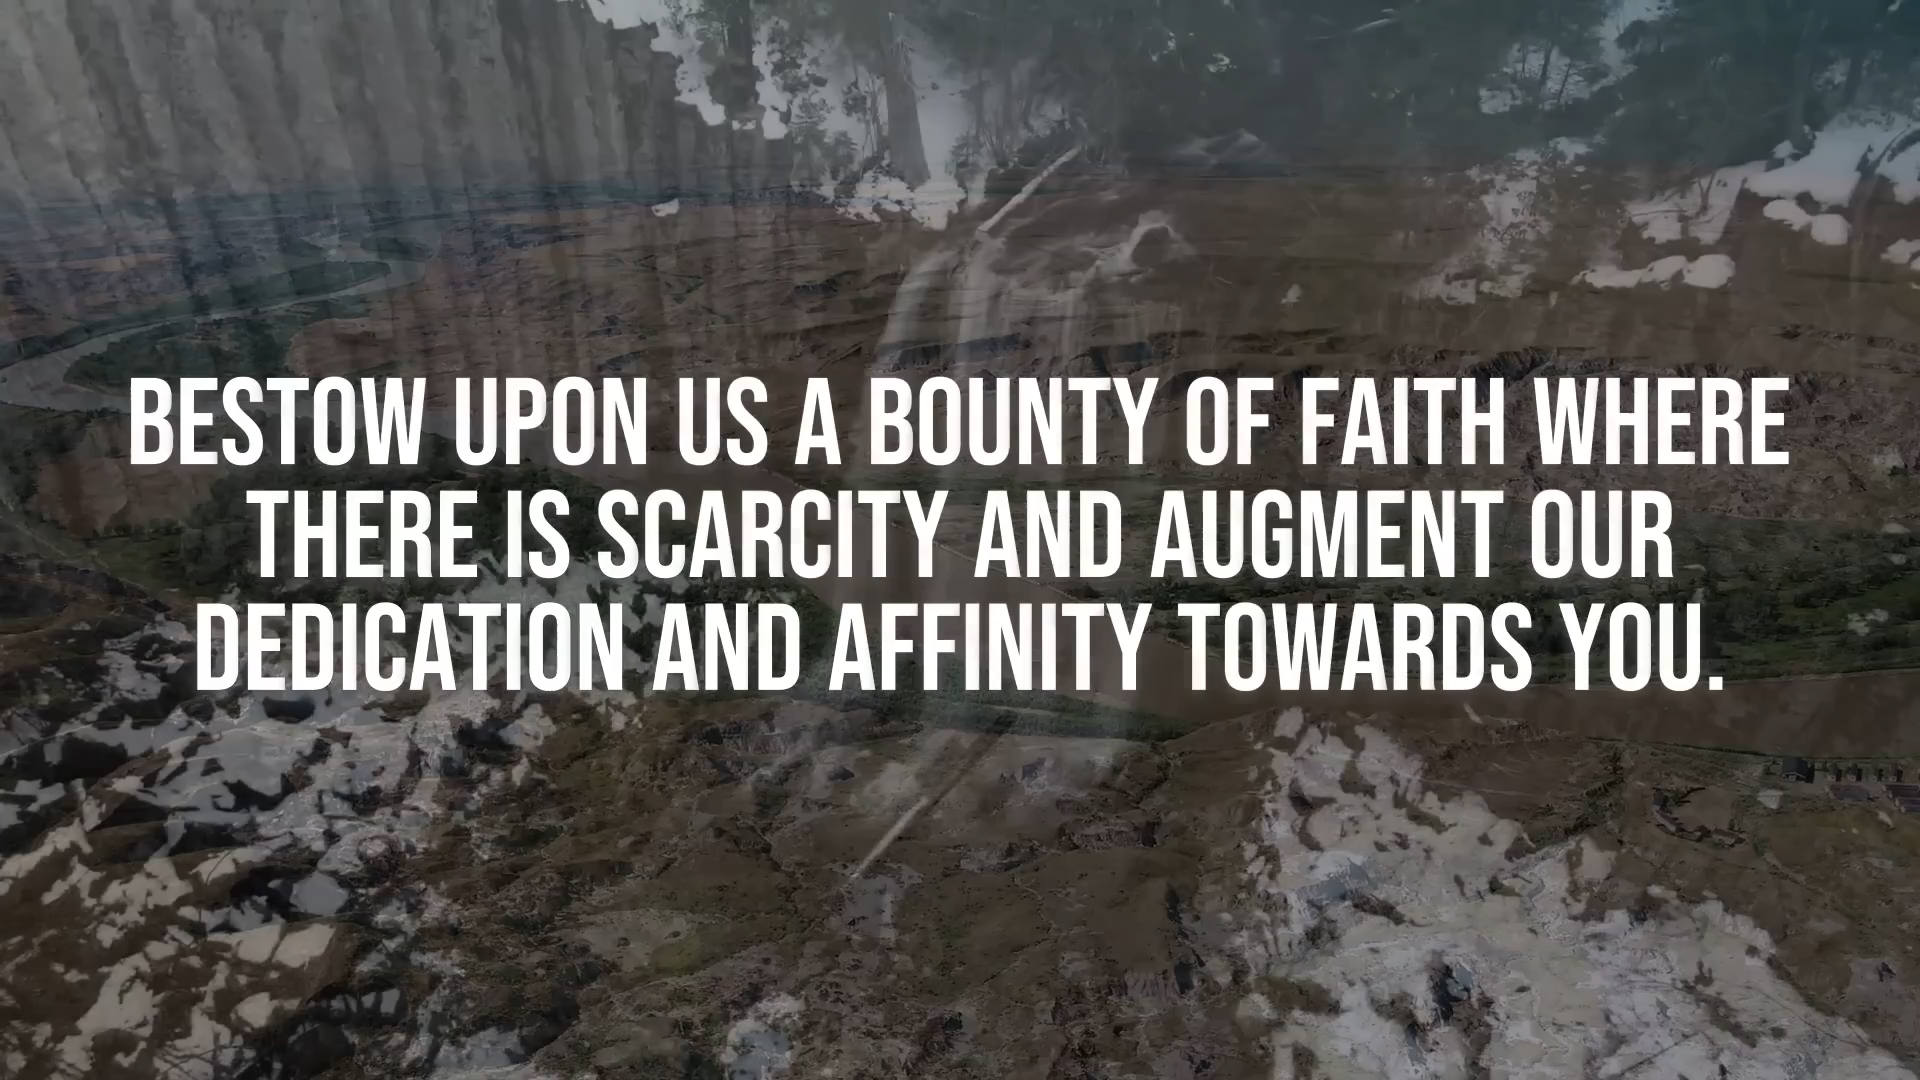 BESTOW UPON US A BOUNTY OF FAITH WHERE
THERE IS SCARCITY AND AUGMENT OUR
DEDICATION AND AFFINITY TOWARDS YOU.